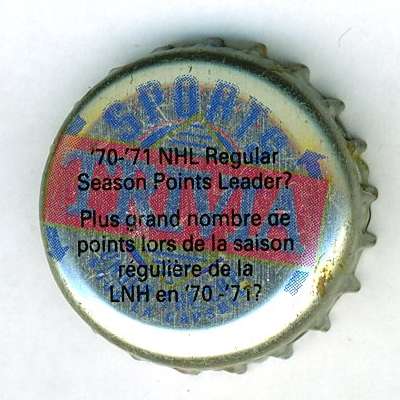 SPORTS
TRIVIA
'70-'71 NHL Regular
Season Points Leader?
Plus grand nombre de
points lors de la saison
régulière de la
LNH en '70-'71?